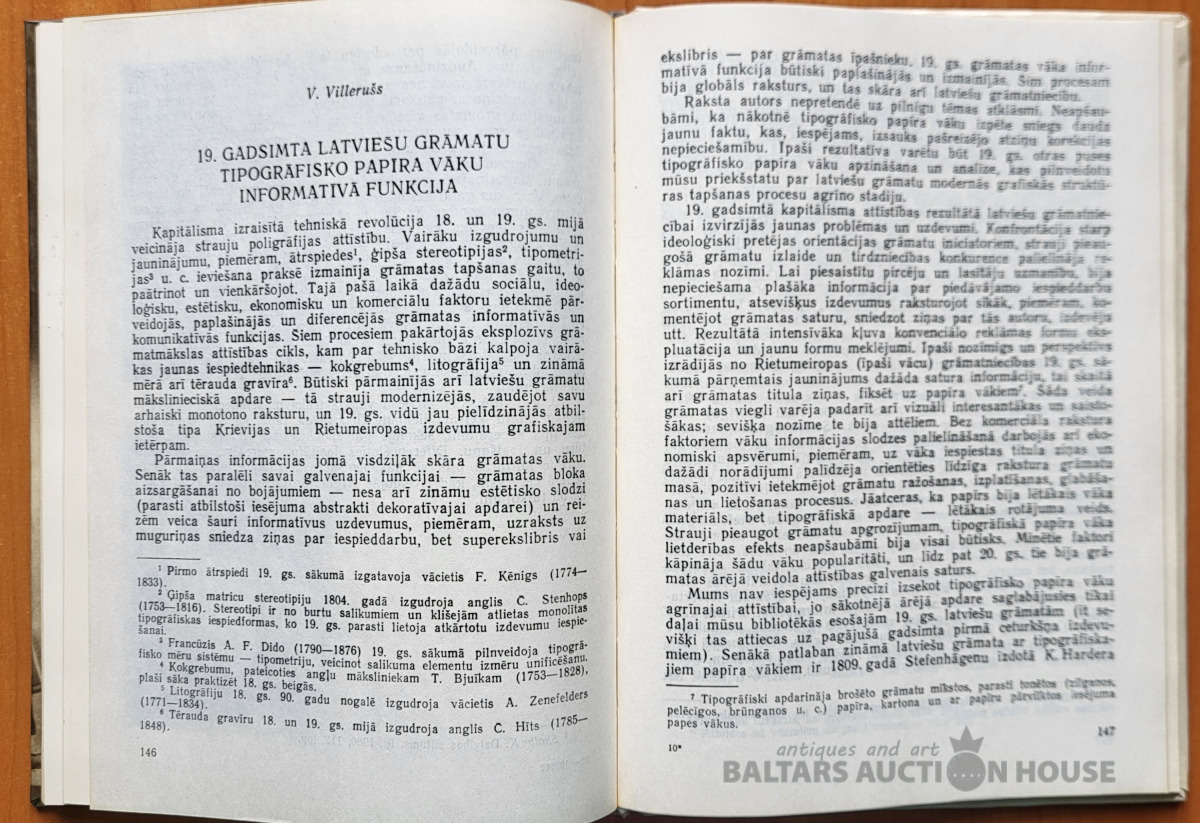 V. Villerušs
19. GADSIMTA LATVIEŠU GRĀMATU
TIPOGRĀFISKO PAPĪRA VĀKU
INFORMATĪVĀ FUNKCIJA
Kapitālisma izraisītā tehniskā revolūcija 18. un 19. gs. mijā
veicināja strauju poligrāfijas attīstību. Vairāku izgudrojumu un
jauninājumu, piemēram, ātrspiedes¹, ģipša stereotipijas², tipometri-
jas³ u. c. ieviešana praksē izmainīja grāmatas tapšanas gaitu, to
paātrinot un vienkāršojot. Tajā pašā laikā dažādu sociālu, ideo-
loģisku, estētisku, ekonomisku un komerciālu faktoru ietekmē pār-
veidojās, paplašinājās un diferencējās grāmatas informatīvās un
komunikatīvās funkcijas. Šiem procesiem pakārtojās eksplozīvs grā-
matmākslas attīstības cikls, kam par tehnisko bāzi kalpoja vairā-
kas jaunas iespiedtehnikas — kokgrebums⁴, litogrāfija⁵ un zināmā
mērā arī tērauda gravīra⁶. Būtiski pārmainījās arī latviešu grāmatu
mākslinieciskā apdare — tā strauji modernizējās, zaudējot savu
arhaiski monotono raksturu, un 19. gs. vidū jau pielīdzinājās atbil-
stoša tipa Krievijas un Rietumeiropas izdevumu grafiskajam
ietērpam.
Pārmaiņas informācijas jomā visdziļāk skāra grāmatas vāku.
Senāk tas paralēli savai galvenajai funkcijai — grāmatas bloka
aizsargāšanai no bojājumiem — nesa arī zināmu estētisko slodzi
(parasti atbilstoši iesējuma abstrakti dekoratīvajai apdarei) un rei-
zēm veica šauri informatīvus uzdevumus, piemēram, uzraksts uz
muguriņas sniedza ziņas par iespieddarbu, bet superekslibris vai
¹ Pirmo ātrspiedi 19. gs. sākumā izgatavoja vācietis F. Kēnigs (1774—
1833).
² Ģipša matricu stereotipiju 1804. gadā izgudroja anglis Č. Stenhops
(1753—1816). Stereotipi ir no burtu salikumiem un klišejām atlietas monolītas
tipogrāfiskas iespiedformas, ko 19. gs. parasti lietoja atkārtotu izdevumu iespie-
šanai.
³ Francūzis A. F. Dido (1790—1876) 19. gs. sākumā pilnveidoja tipogrā-
fisko mēru sistēmu — tipometriju, veicinot salikuma elementu izmēru unificēšanu.
⁴ Kokgrebumu, pateicoties angļu māksliniekam T. Bjuīkam (1753—1828),
plaši sāka praktizēt 18. gs. beigās.
⁵ Litogrāfiju 18. gs. 90. gadu nogalē izgudroja vācietis A. Zenefelders
(1771—1834).
⁶ Tērauda gravīru 18. un 19. gs. mijā izgudroja anglis Č. Hīts (1785—
1848).
146
ekslibris — par grāmatas īpašnieku. 19. gs. grāmatas vāka infor-
matīvā funkcija būtiski paplašinājās un izmainījās. Šim procesam
bija globāls raksturs, un tas skāra arī latviešu grāmatniecību.
Raksta autors nepretendē uz pilnīgu tēmas atklāsmi. Neapšau-
bāmi, ka nākotnē tipogrāfisko papīra vāku izpēte sniegs daudz
jaunu faktu, kas, iespējams, izsauks pašreizējo atziņu korekcijas
nepieciešamību. Īpaši rezultatīva varētu būt 19. gs. otras puses
tipogrāfisko papīra vāku apzināšana un analīze, kas pilnveidotu
mūsu priekšstatu par latviešu grāmatu modernās grafiskās struktū-
ras tapšanas procesu agrīno stadiju.
19. gadsimtā kapitālisma attīstības rezultātā latviešu grāmatnie-
cībai izvirzījās jaunas problēmas un uzdevumi. Konfrontācija starp
ideoloģiski pretējas orientācijas grāmatu iniciatoriem, strauji pieau-
gošā grāmatu izlaide un tirdzniecības konkurence palielināja re-
klāmas nozīmi. Lai piesaistītu pircēju un lasītāju uzmanību, bija
nepieciešama plašāka informācija par piedāvājamo iespieddarbu
sortimentu, atsevišķus izdevumus raksturojot sīkāk, piemēram, ko-
mentējot grāmatas saturu, sniedzot ziņas par tās autoru, izdevēju
utt. Rezultātā intensīvāka kļuva konvenciālo reklāmas formu eks-
pluatācija un jaunu formu meklējumi. Īpaši nozīmīgs un perspektīvs
izrādījās no Rietumeiropas (īpaši vācu) grāmatniecības 19. gs. sā-
kumā pārņemtais jauninājums dažāda satura informāciju, tai skaitā
arī grāmatas titula ziņas, fiksēt uz papīra vākiem⁷. Šāda veida
grāmatas viegli varēja padarīt arī vizuāli interesantākas un saisto-
šākas; sevišķa nozīme te bija attēliem. Bez komerciāla rakstura
faktoriem vāku informācijas slodzes palielināšanā darbojās arī eko-
nomiski apsvērumi, piemēram, uz vāka iespiestas titula ziņas un
dažādi norādījumi palīdzēja orientēties līdzīga rakstura grāmatu
masā, pozitīvi ietekmējot grāmatu ražošanas, izplatīšanas, glabāša-
nas un lietošanas procesus. Jāatceras, ka papīrs bija lētākais vāka
materiāls, bet tipogrāfiskā apdare — lētākais rotājuma veids.
Strauji pieaugot grāmatu apgrozījumam, tipogrāfiskā papīra vāka
lietderības efekts neapšaubāmi bija visai būtisks. Minētie faktori
kāpināja šādu vāku popularitāti, un līdz pat 20. gs. tie bija grā-
matas ārējā veidola attīstības galvenais saturs.
Mums nav iespējams precīzi izsekot tipogrāfisko papīra vāku
agrīnajai attīstībai, jo sākotnējā ārējā apdare saglabājusies tikai
daļai mūsu bibliotēkās esošajām 19. gs. latviešu grāmatām (it se-
višķi tas attiecas uz pagājušā gadsimta pirmā ceturkšņa izdevu-
miem). Senākā patlaban zināmā latviešu grāmata ar tipogrāfiska-
jiem papīra vākiem ir 1809. gadā Stefenhāgenu izdotā K. Hardera
⁷ Tipogrāfiski apdarināja brošēto grāmatu mīkstos, parasti tonētos (zilganos,
pelēcīgos, brūnganos u. c.) papīra, kartona un ar papīru pārvilktos iesējuma
papes vākus.
147
10*
antiques and art
BALTARS AUCTION HOUSE